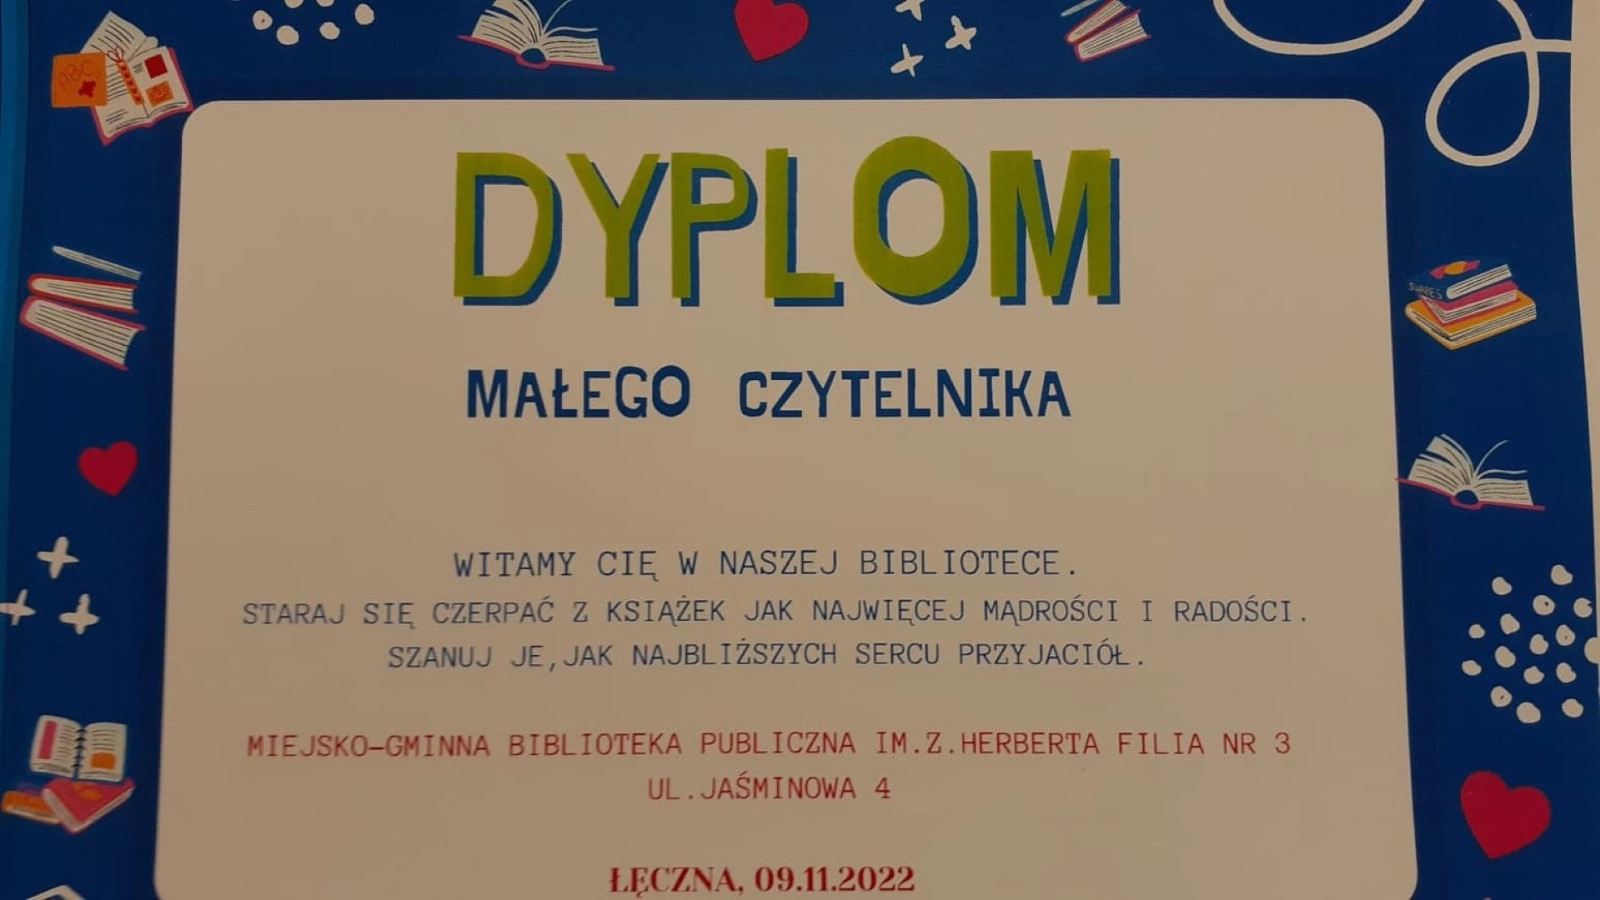 DYPLOM
MAŁEGO CZYTELNIKA
WITAMY CIĘ W NASZEJ BIBLIOTECE.
STARAJ SIĘ CZERPAĆ Z KSIĄŻEK JAK NAJWIĘCEJ MĄDROŚCI I RADOŚCI.
SZANUJ JE,JAK NAJBLIŻSZYCH SERCU PRZYJACIÓŁ.
MIEJSKO-GMINNA BIBLIOTEKA PUBLICZNA IM.Z.HERBERTA FILIA NR 3
UL.JAŚMINOWA 4
ŁĘCZNA, 09.11.2022
ABC